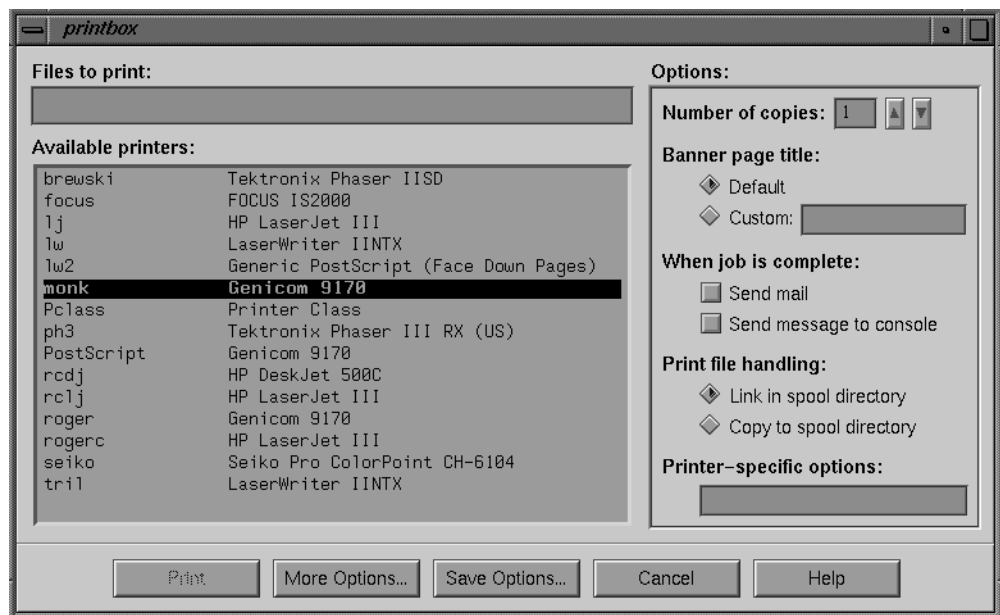 printbox
Files to print:
Available printers:
brewski Tektronix Phaser IISD
focus FOCUS IS2000
lj HP LaserJet III
lw LaserWriter IINTX
lw2 Generic PostScript (Face Down Pages)
monk Genicom 9170
Pclass Printer Class
ph3 Tektronix Phaser III RX (US)
PostScript Genicom 9170
rcdj HP DeskJet 500C
rclj HP LaserJet III
roger Genicom 9170
rogerc HP LaserJet III
seiko Seiko Pro ColorPoint CH-6104
tril LaserWriter IINTX
Options:
Number of copies: 1
Banner page title:
Default
Custom:
When job is complete:
Send mail
Send message to console
Print file handling:
Link in spool directory
Copy to spool directory
Printer-specific options:
Print More Options... Save Options... Cancel Help